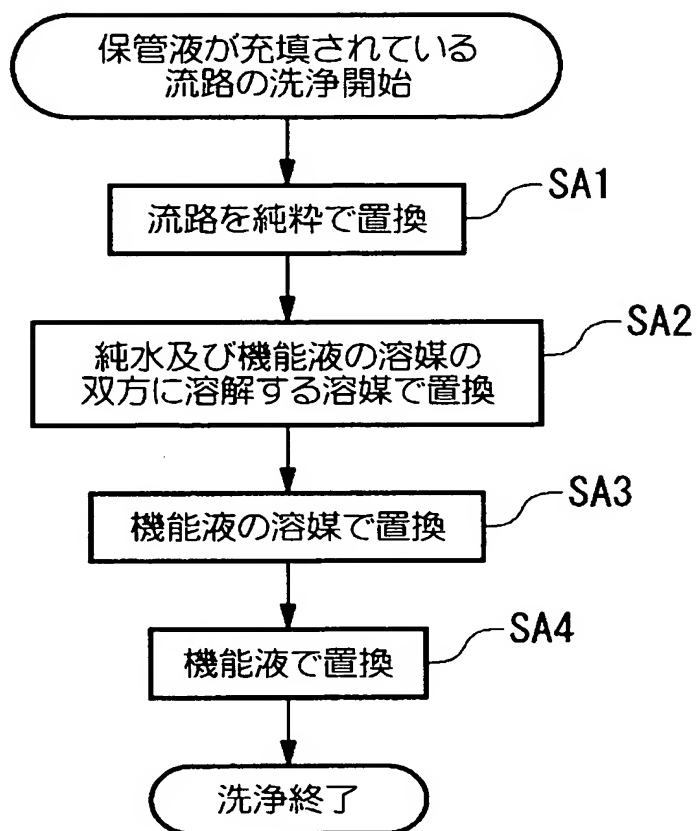 保管液が充填されている
流路の洗浄開始
SA1
流路を純粋で置換
SA2
純水及び機能液の溶媒の
双方に溶解する溶媒で置換
SA3
機能液の溶媒で置換
SA4
機能液で置換
洗浄終了